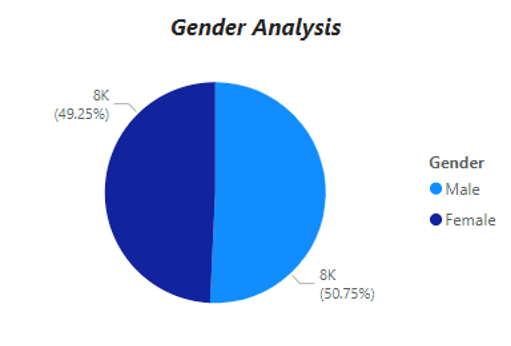 Gender Analysis
8K
(49.25%)
Gender
Male
Female
8K
(50.75%)